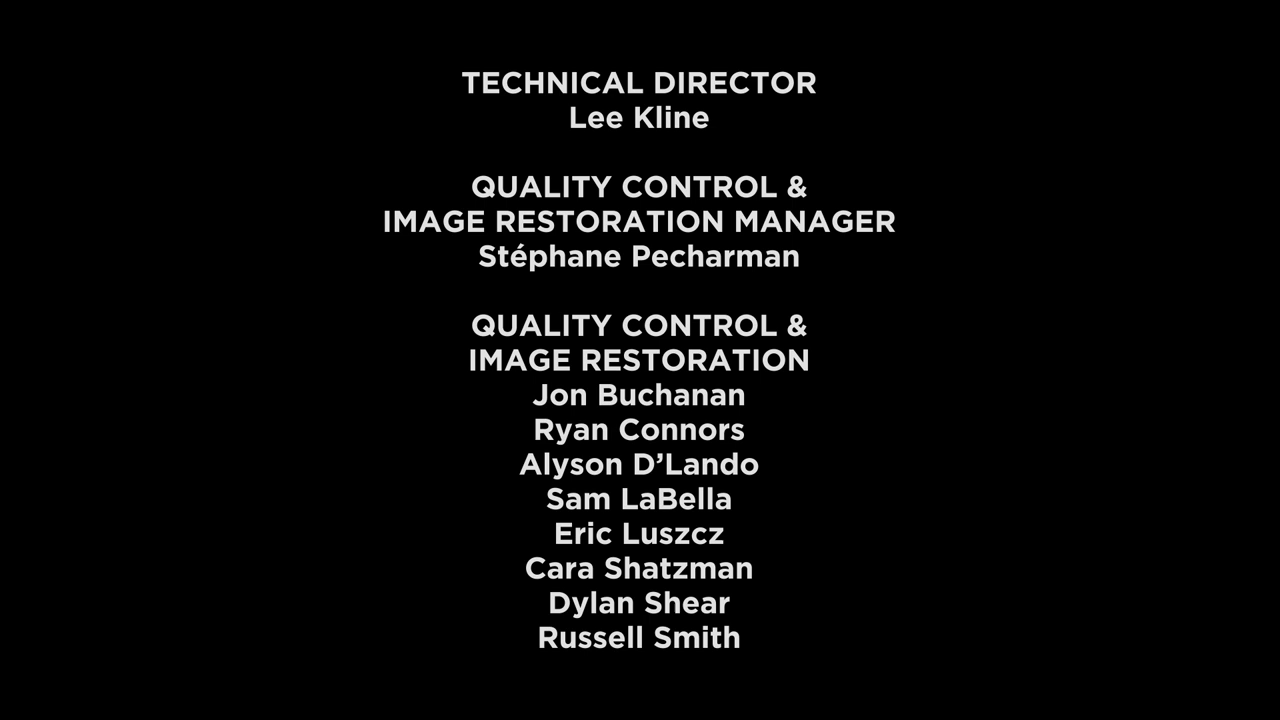 TECHNICAL DIRECTOR
Lee Kline
QUALITY CONTROL &
IMAGE RESTORATION MANAGER
Stéphane Pecharman
QUALITY CONTROL &
IMAGE RESTORATION
Jon Buchanan
Ryan Connors
Alyson D’Lando
Sam LaBella
Eric Luszcz
Cara Shatzman
Dylan Shear
Russell Smith